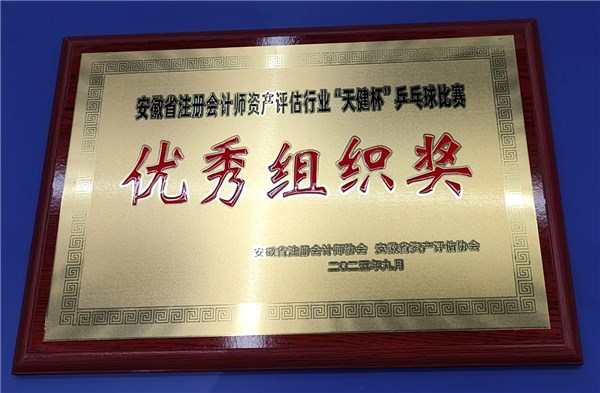 安徽省注册会计师资产评估行业“天健杯”乒乓球比赛
优秀组织奖
安徽省注册会计师协会 安徽省资产评估协会
二〇二五年九月